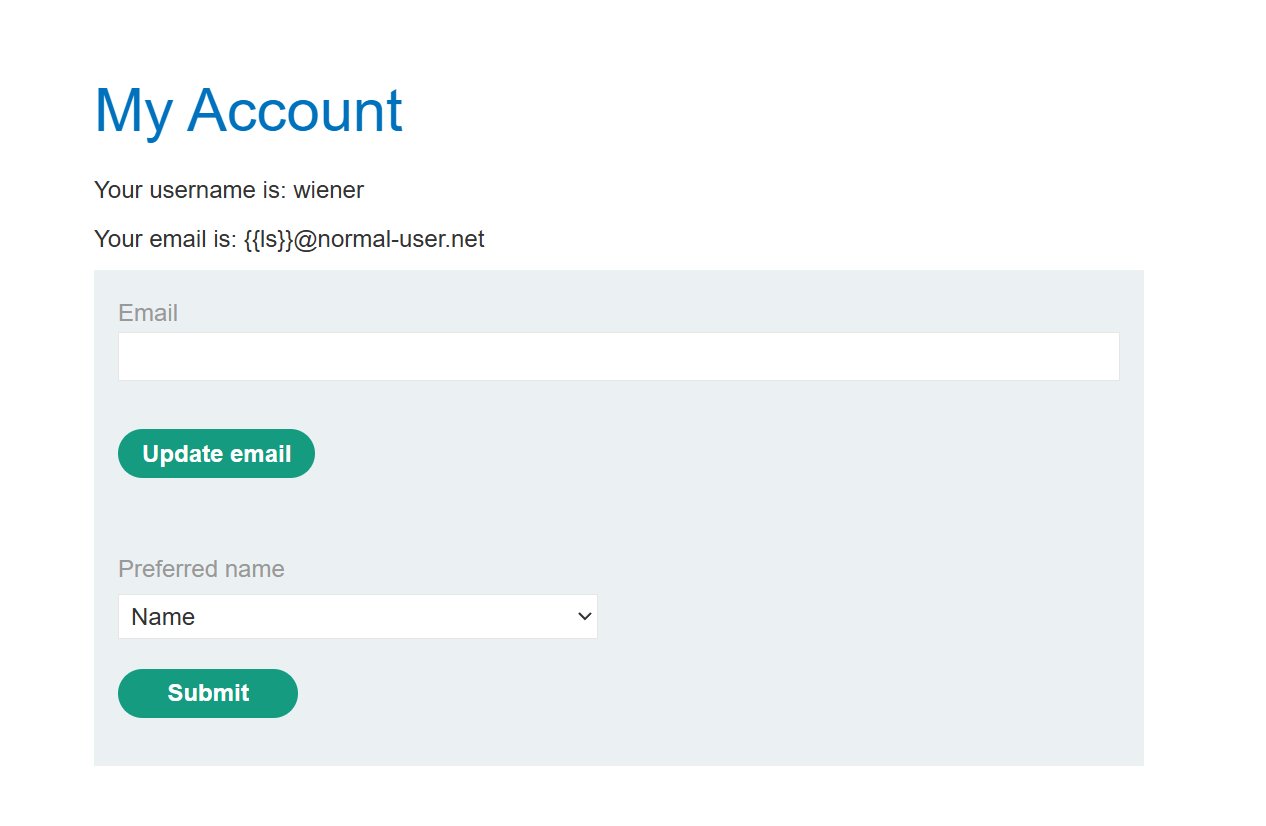 My Account
Your username is: wiener
Your email is: {{ls}}@normal-user.net
Email
Update email
Preferred name
Name
Submit